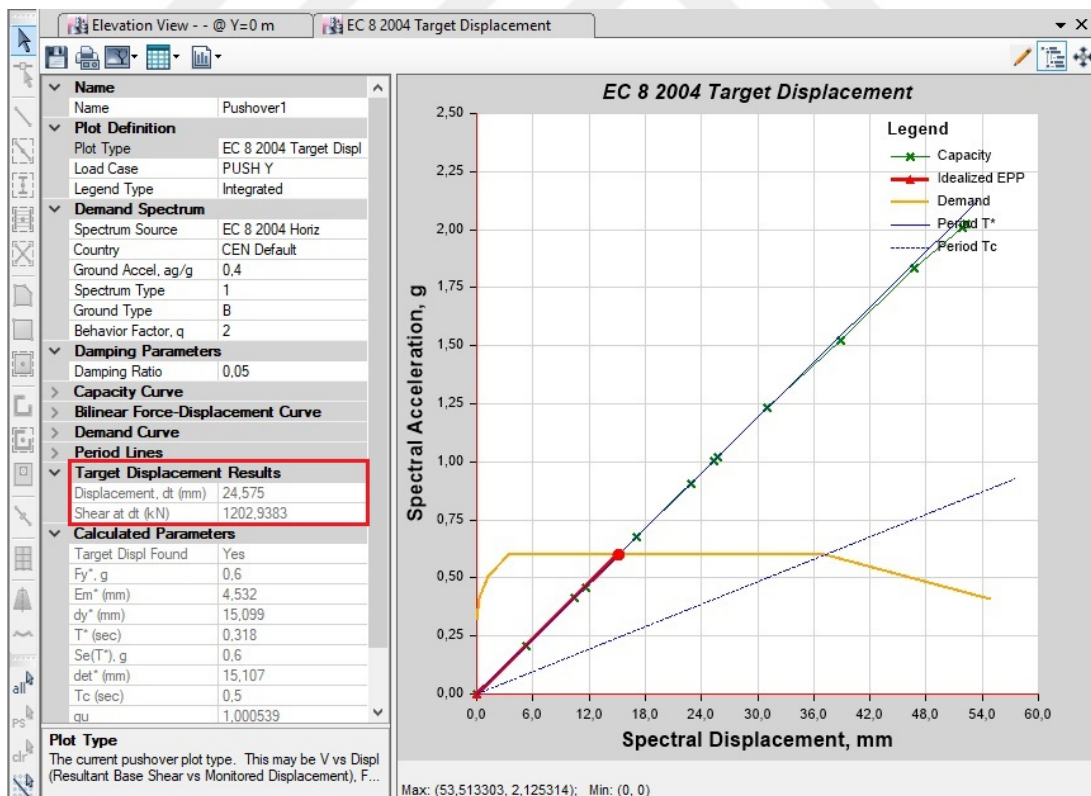 Elevation View - - @ Y=0 m
EC 8 2004 Target Displacement
Name
Name Pushover1
Plot Definition
Plot Type EC 8 2004 Target Displ
Load Case PUSH Y
Legend Type Integrated
Demand Spectrum
Spectrum Source EC 8 2004 Horiz
Country CEN Default
Ground Accel, ag/g 0,4
Spectrum Type 1
Ground Type B
Behavior Factor, q 2
Damping Parameters
Damping Ratio 0,05
Capacity Curve
Bilinear Force-Displacement Curve
Demand Curve
Period Lines
Target Displacement Results
Displacement, dt (mm) 24,575
Shear at dt (kN) 1202,9383
Calculated Parameters
Target Displ Found Yes
Fy*, g 0,6
Em* (mm) 4,532
dy* (mm) 15,099
T* (sec) 0,318
Se(T*), g 0,6
det* (mm) 15,107
Tc (sec) 0,5
qu 1,000539
Plot Type
The current pushover plot type. This may be V vs Displ
(Resultant Base Shear vs Monitored Displacement), F...
all
PS
clr
EC 8 2004 Target Displacement
Legend
Capacity
Idealized EPP
Demand
Period T*
Period Tc
Spectral Acceleration, g
2,50
2,25
2,00
1,75
1,50
1,25
1,00
0,75
0,50
0,25
0,00
0,0 6,0 12,0 18,0 24,0 30,0 36,0 42,0 48,0 54,0 60,0
Spectral Displacement, mm
Max: (53,513303, 2,125314); Min: (0, 0)